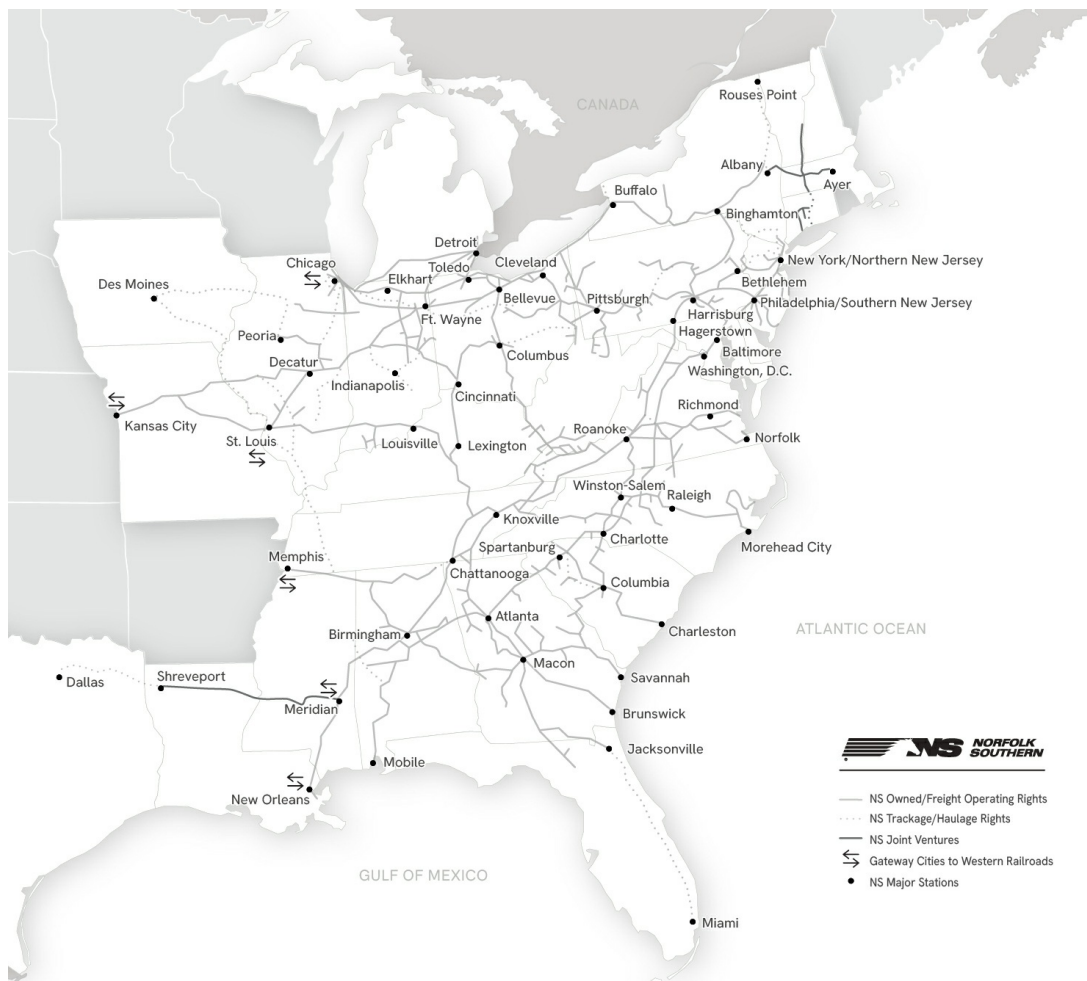 CANADA
Rouses Point
Albany
Ayer
Buffalo
Binghamton
Detroit
Chicago
Toledo
Cleveland
New York/Northern New Jersey
Elkhart
Des Moines
Bellevue
Bethlehem
Pittsburgh
Philadelphia/Southern New Jersey
Ft. Wayne
Harrisburg
Hagerstown
Peoria
Columbus
Baltimore
Decatur
Washington, D.C.
Indianapolis
Cincinnati
Richmond
Kansas City
St. Louis
Louisville
Lexington
Roanoke
Norfolk
Winston-Salem
Raleigh
Knoxville
Charlotte
Morehead City
Spartanburg
Memphis
Chattanooga
Columbia
Atlanta
Birmingham
Charleston
ATLANTIC OCEAN
Macon
Shreveport
Savannah
Dallas
Meridian
Brunswick
Jacksonville
Mobile
New Orleans
NS NORFOLK
SOUTHERN
NS Owned/Freight Operating Rights
NS Trackage/Haulage Rights
NS Joint Ventures
Gateway Cities to Western Railroads
NS Major Stations
GULF OF MEXICO
Miami